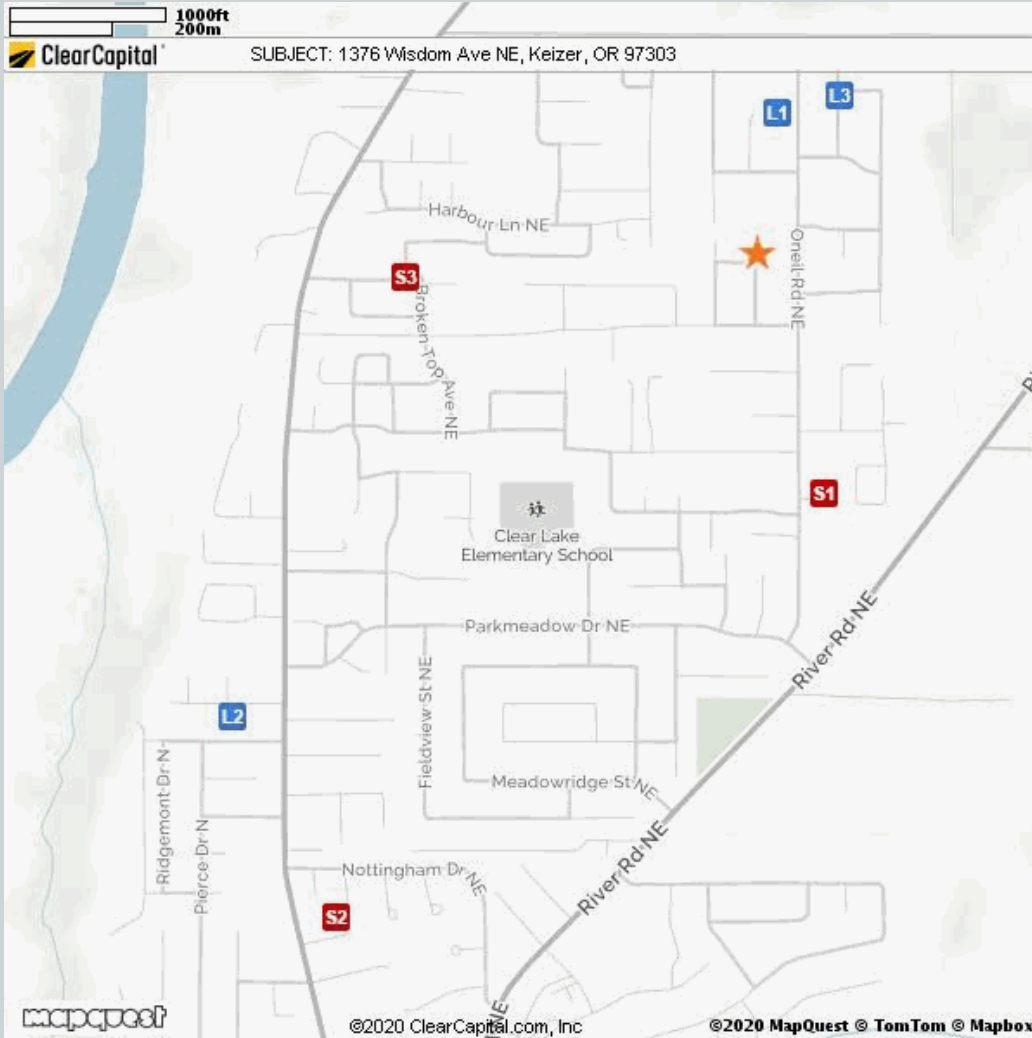 1000ft
200m
ClearCapital
SUBJECT: 1376 Wisdom Ave NE, Keizer, OR 97303
L1
L3
Harbour Ln NE
Oneil Rd NE
S3
Broken Top Ave NE
S1
Clear Lake
Elementary School
Parkmeadow Dr NE
River Rd NE
Fieldview St NE
L2
Meadowridge St NE
Ridgemont Dr N
Pierce Dr N
River Rd NE
Nottingham Dr NE
S2
NE
mapquest
©2020 ClearCapital.com, Inc
©2020 MapQuest © TomTom © Mapbox